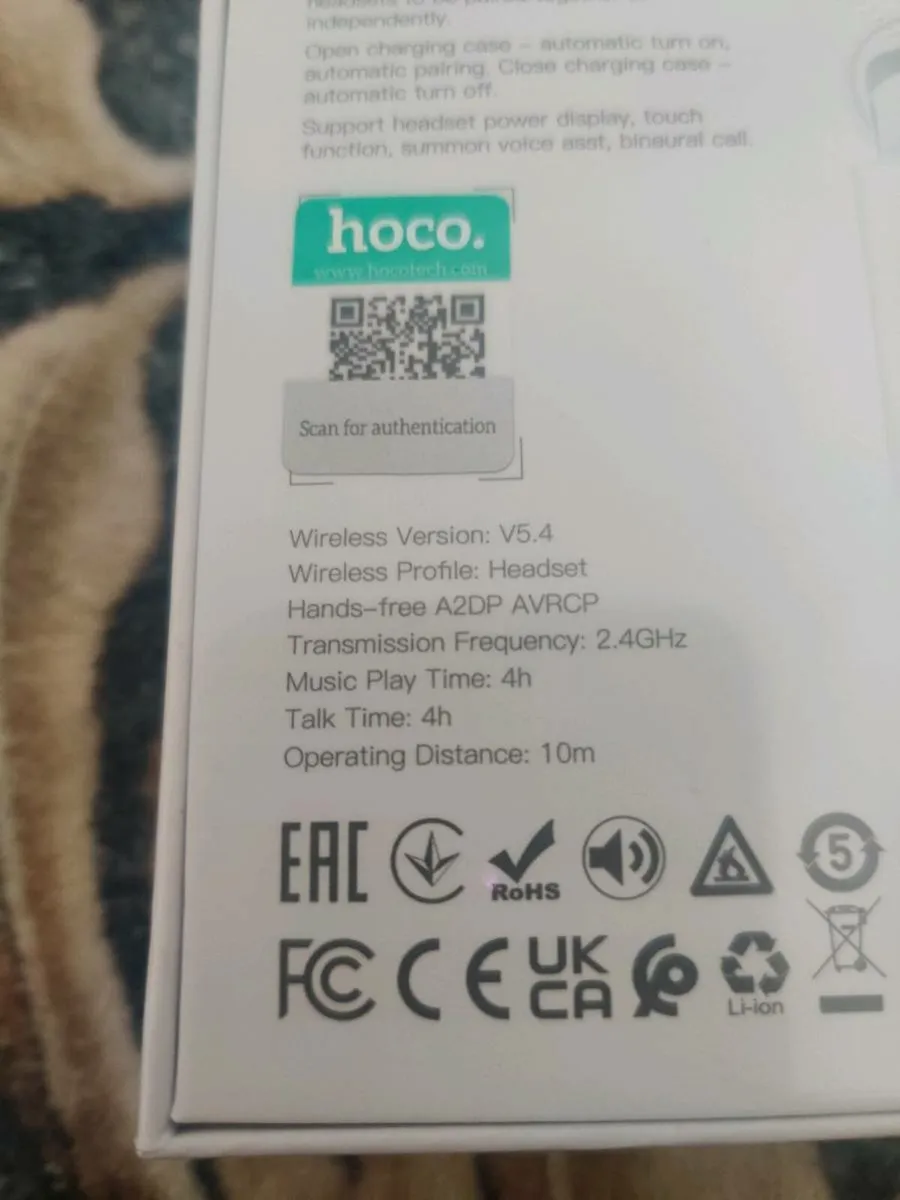 independently.
Open charging case – automatic turn on,
automatic pairing. Close charging case –
automatic turn off.
Support headset power display, touch
function, summon voice asst, binaural call.
hoco.
www.hocotech.com
Scan for authentication
Wireless Version: V5.4
Wireless Profile: Headset
Hands-free A2DP AVRCP
Transmission Frequency: 2.4GHz
Music Play Time: 4h
Talk Time: 4h
Operating Distance: 10m
EAC
RoHS
5
FC CE UK
CA
Li-ion